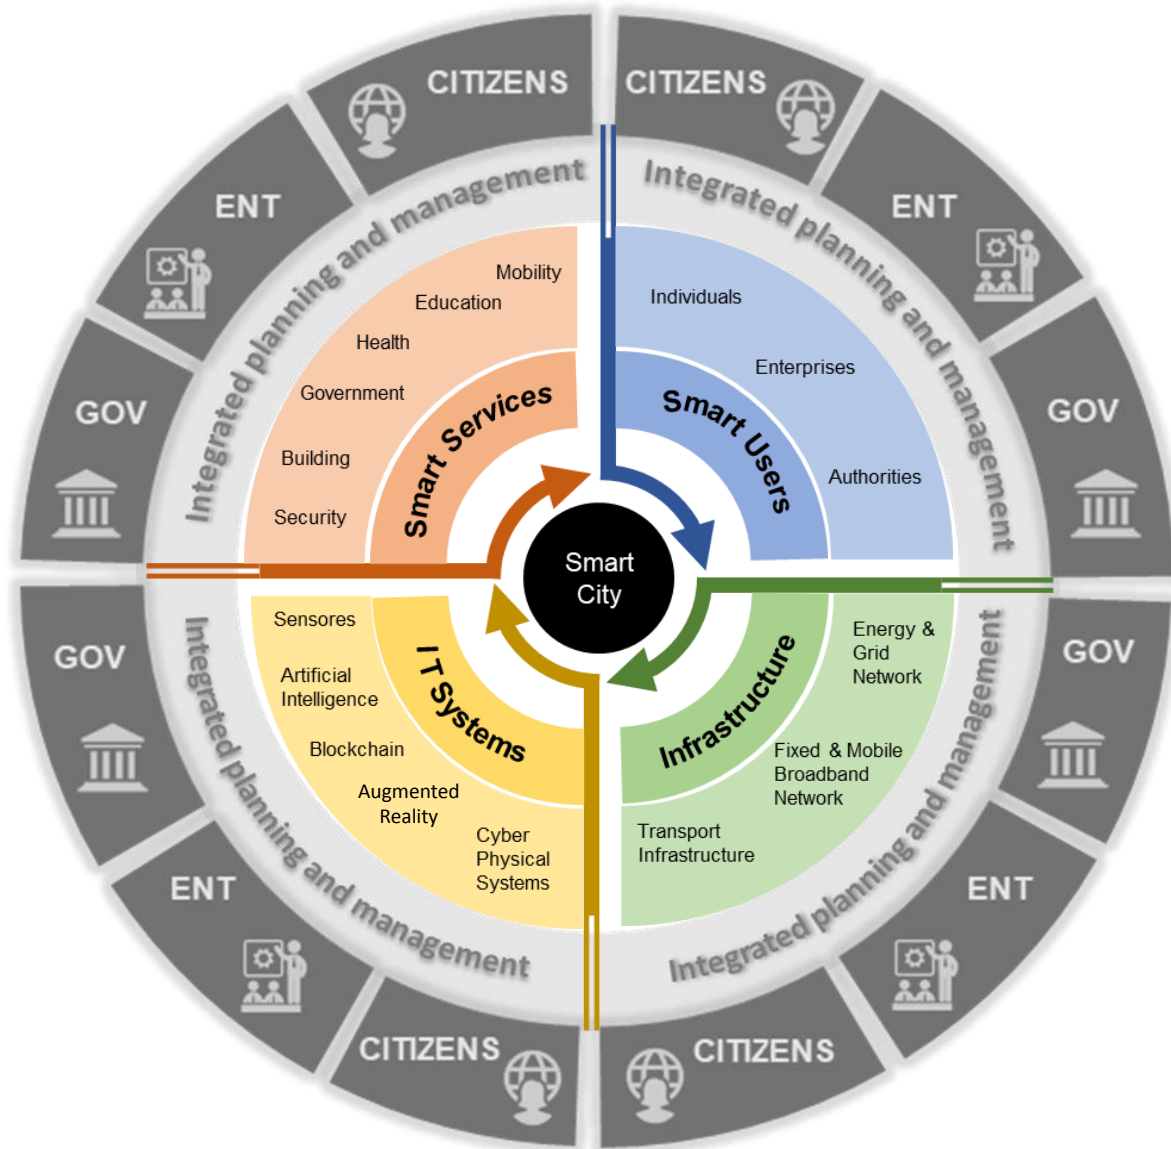 CITIZENS
CITIZENS
ENT
ENT
GOV
GOV
Integrated planning and management
Integrated planning and management
Mobility
Education
Health
Government
Building
Security
Smart Services
Individuals
Enterprises
Authorities
Smart Users
Smart
City
Sensores
Artificial
Intelligence
Blockchain
Augmented
Reality
Cyber
Physical
Systems
IT Systems
Energy &
Grid
Network
Fixed & Mobile
Broadband
Network
Transport
Infrastructure
Infrastructure
Integrated planning and management
Integrated planning and management
GOV
GOV
ENT
ENT
CITIZENS
CITIZENS